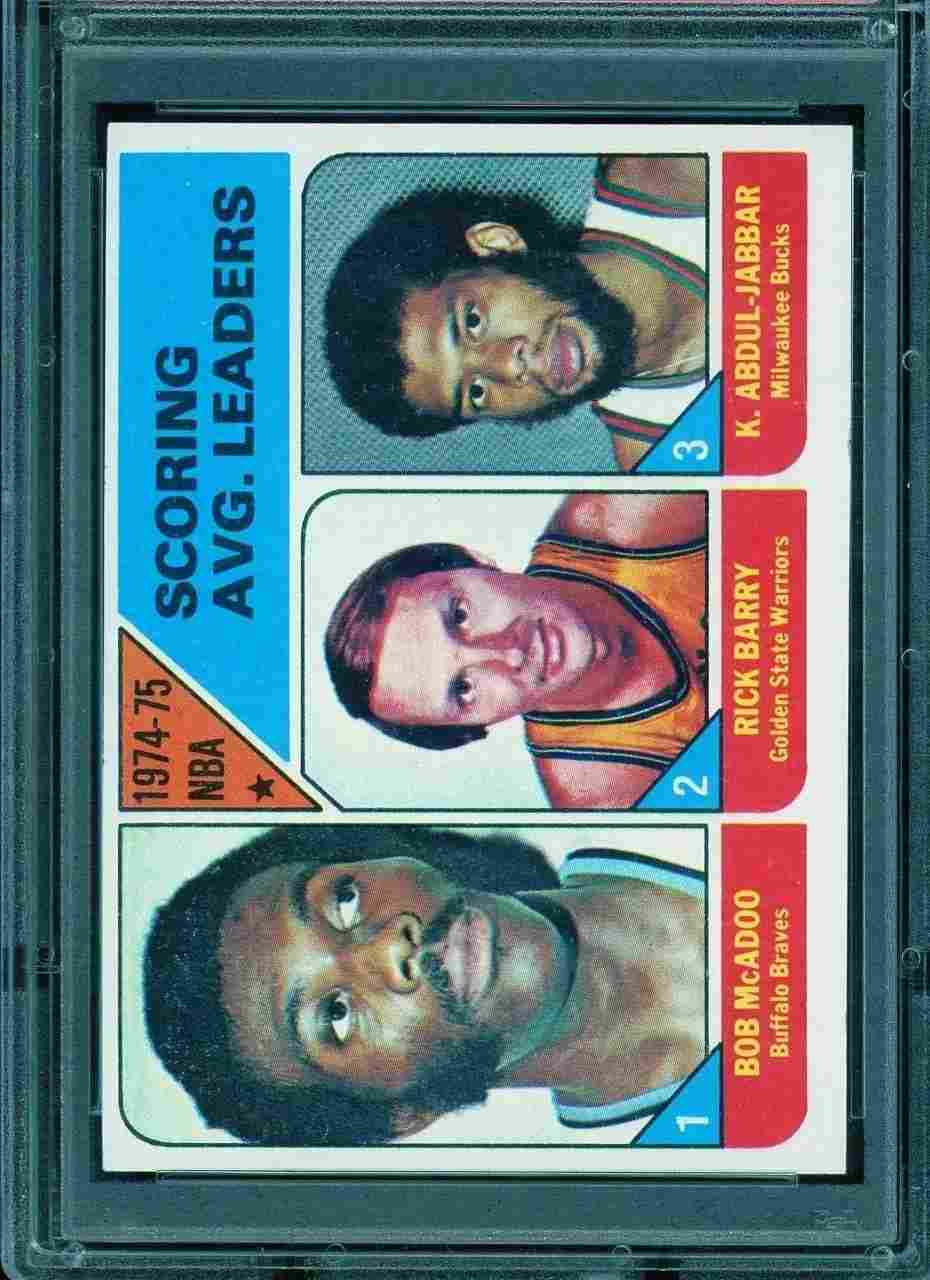 1974-75
NBA
SCORING
AVG. LEADERS
1
BOB McADOO
Buffalo Braves
2
RICK BARRY
Golden State Warriors
3
K. ABDUL-JABBAR
Milwaukee Bucks